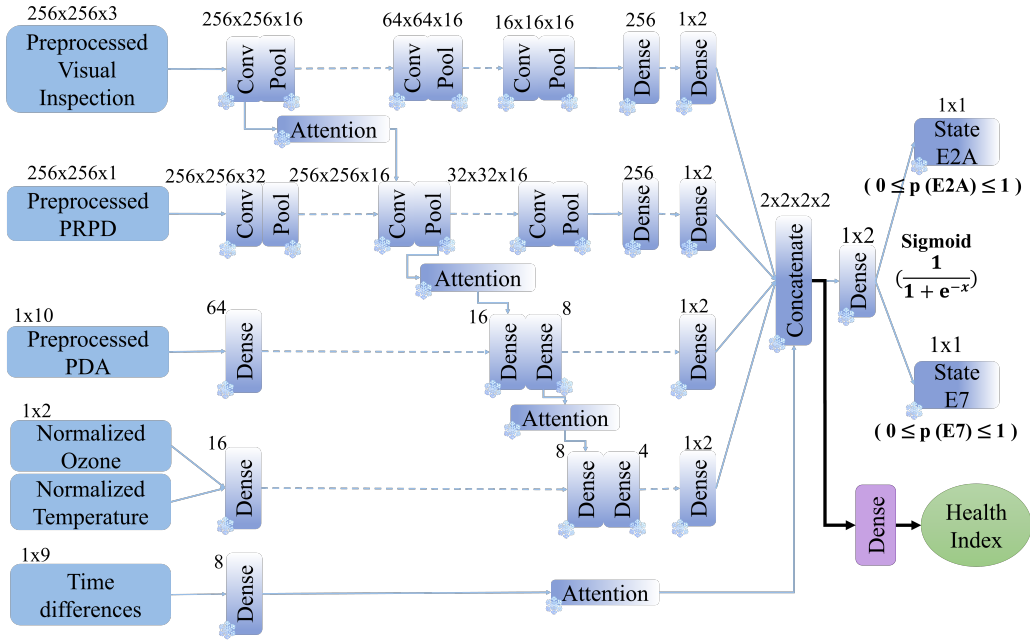 256x256x3
Preprocessed
Visual
Inspection
256x256x16
Conv
Pool
64x64x16
Conv
Pool
16x16x16
Conv
Pool
256
Dense
1x2
Dense
Attention
256x256x1
Preprocessed
PRPD
256x256x32
Conv
Pool
256x256x16
Conv
Pool
32x32x16
Conv
Pool
256
Dense
1x2
Dense
Attention
1x10
Preprocessed
PDA
64
Dense
16
Dense
8
Dense
1x2
Dense
Attention
1x2
Normalized
Ozone
Normalized
Temperature
16
Dense
8
Dense
4
Dense
1x2
Dense
1x9
Time
differences
8
Dense
Attention
2x2x2x2
Concatenate
1x2
Dense
1x1
State
E2A
( 0 ≤ p (E2A) ≤ 1 )
Sigmoid
(1
1 + e⁻ˣ)
1x1
State
E7
( 0 ≤ p (E7) ≤ 1 )
Dense
Health
Index